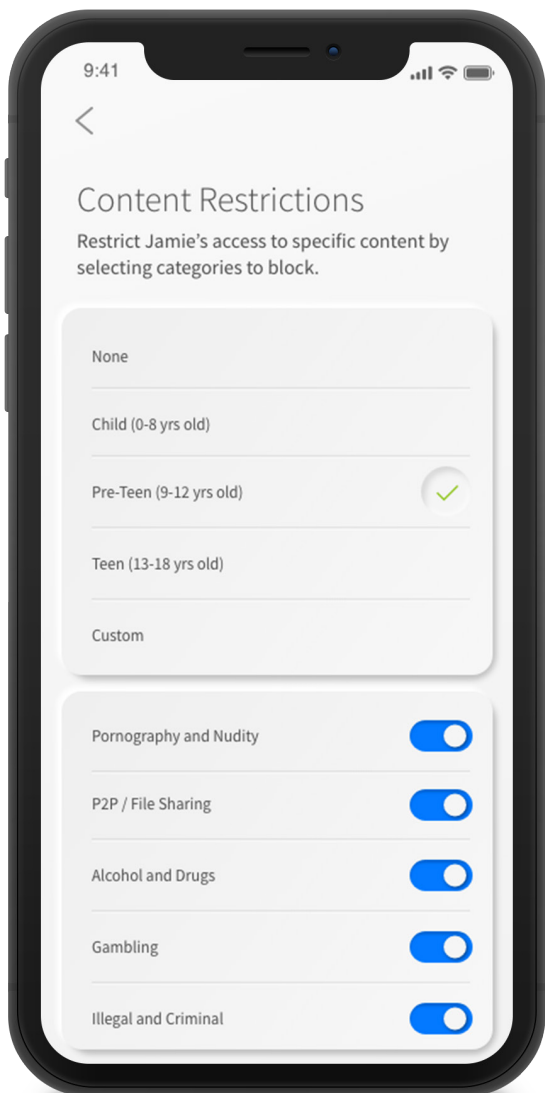 9:41
Content Restrictions
Restrict Jamie's access to specific content by
selecting categories to block.
None
Child (0-8 yrs old)
Pre-Teen (9-12 yrs old)
Teen (13-18 yrs old)
Custom
Pornography and Nudity
P2P / File Sharing
Alcohol and Drugs
Gambling
Illegal and Criminal